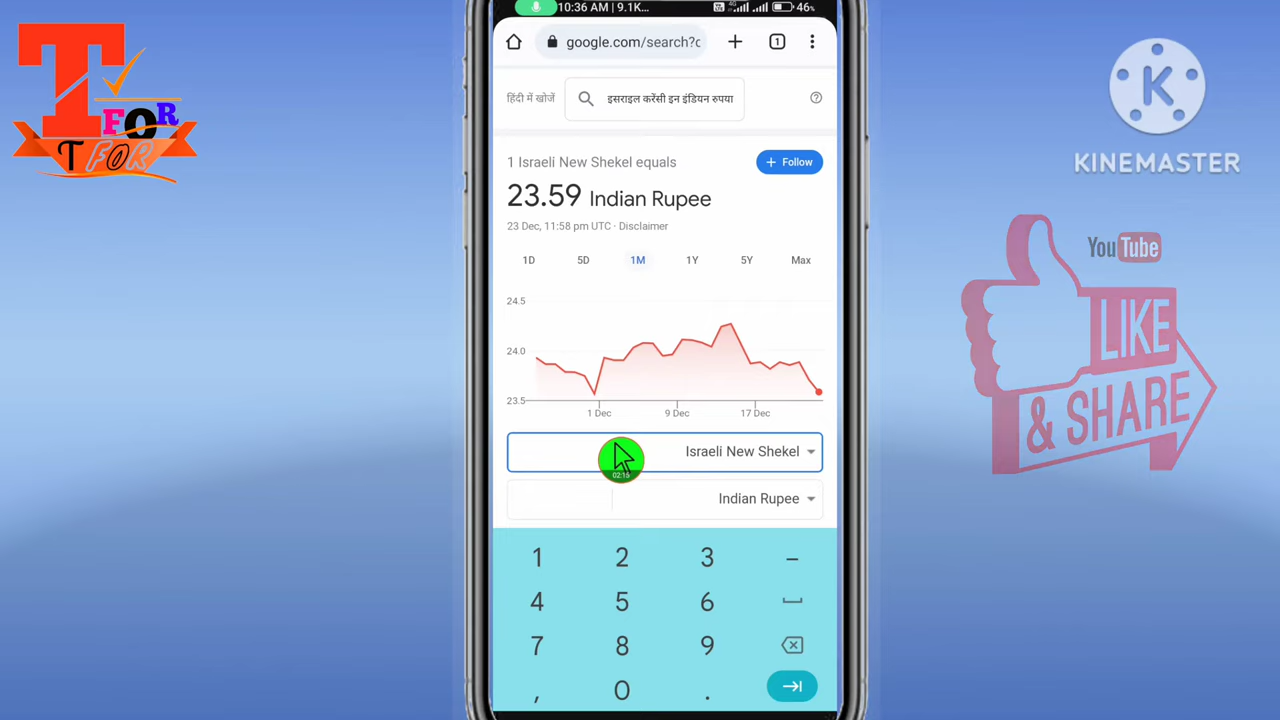 T
FOR
T FOR
10:36 AM | 9.1K... 46%
google.com/search?c
1
हिंदी में खोजें
इसराइल करेंसी इन इंडियन रुपया
1 Israeli New Shekel equals
+ Follow
23.59 Indian Rupee
23 Dec, 11:58 pm UTC · Disclaimer
1D 5D 1M 1Y 5Y Max
24.5
24.0
23.5
1 Dec 9 Dec 17 Dec
Israeli New Shekel
02:15
Indian Rupee
1 2 3 –
4 5 6
7 8 9
, 0 .
K
KINEMASTER
YouTube
LIKE
& SHARE